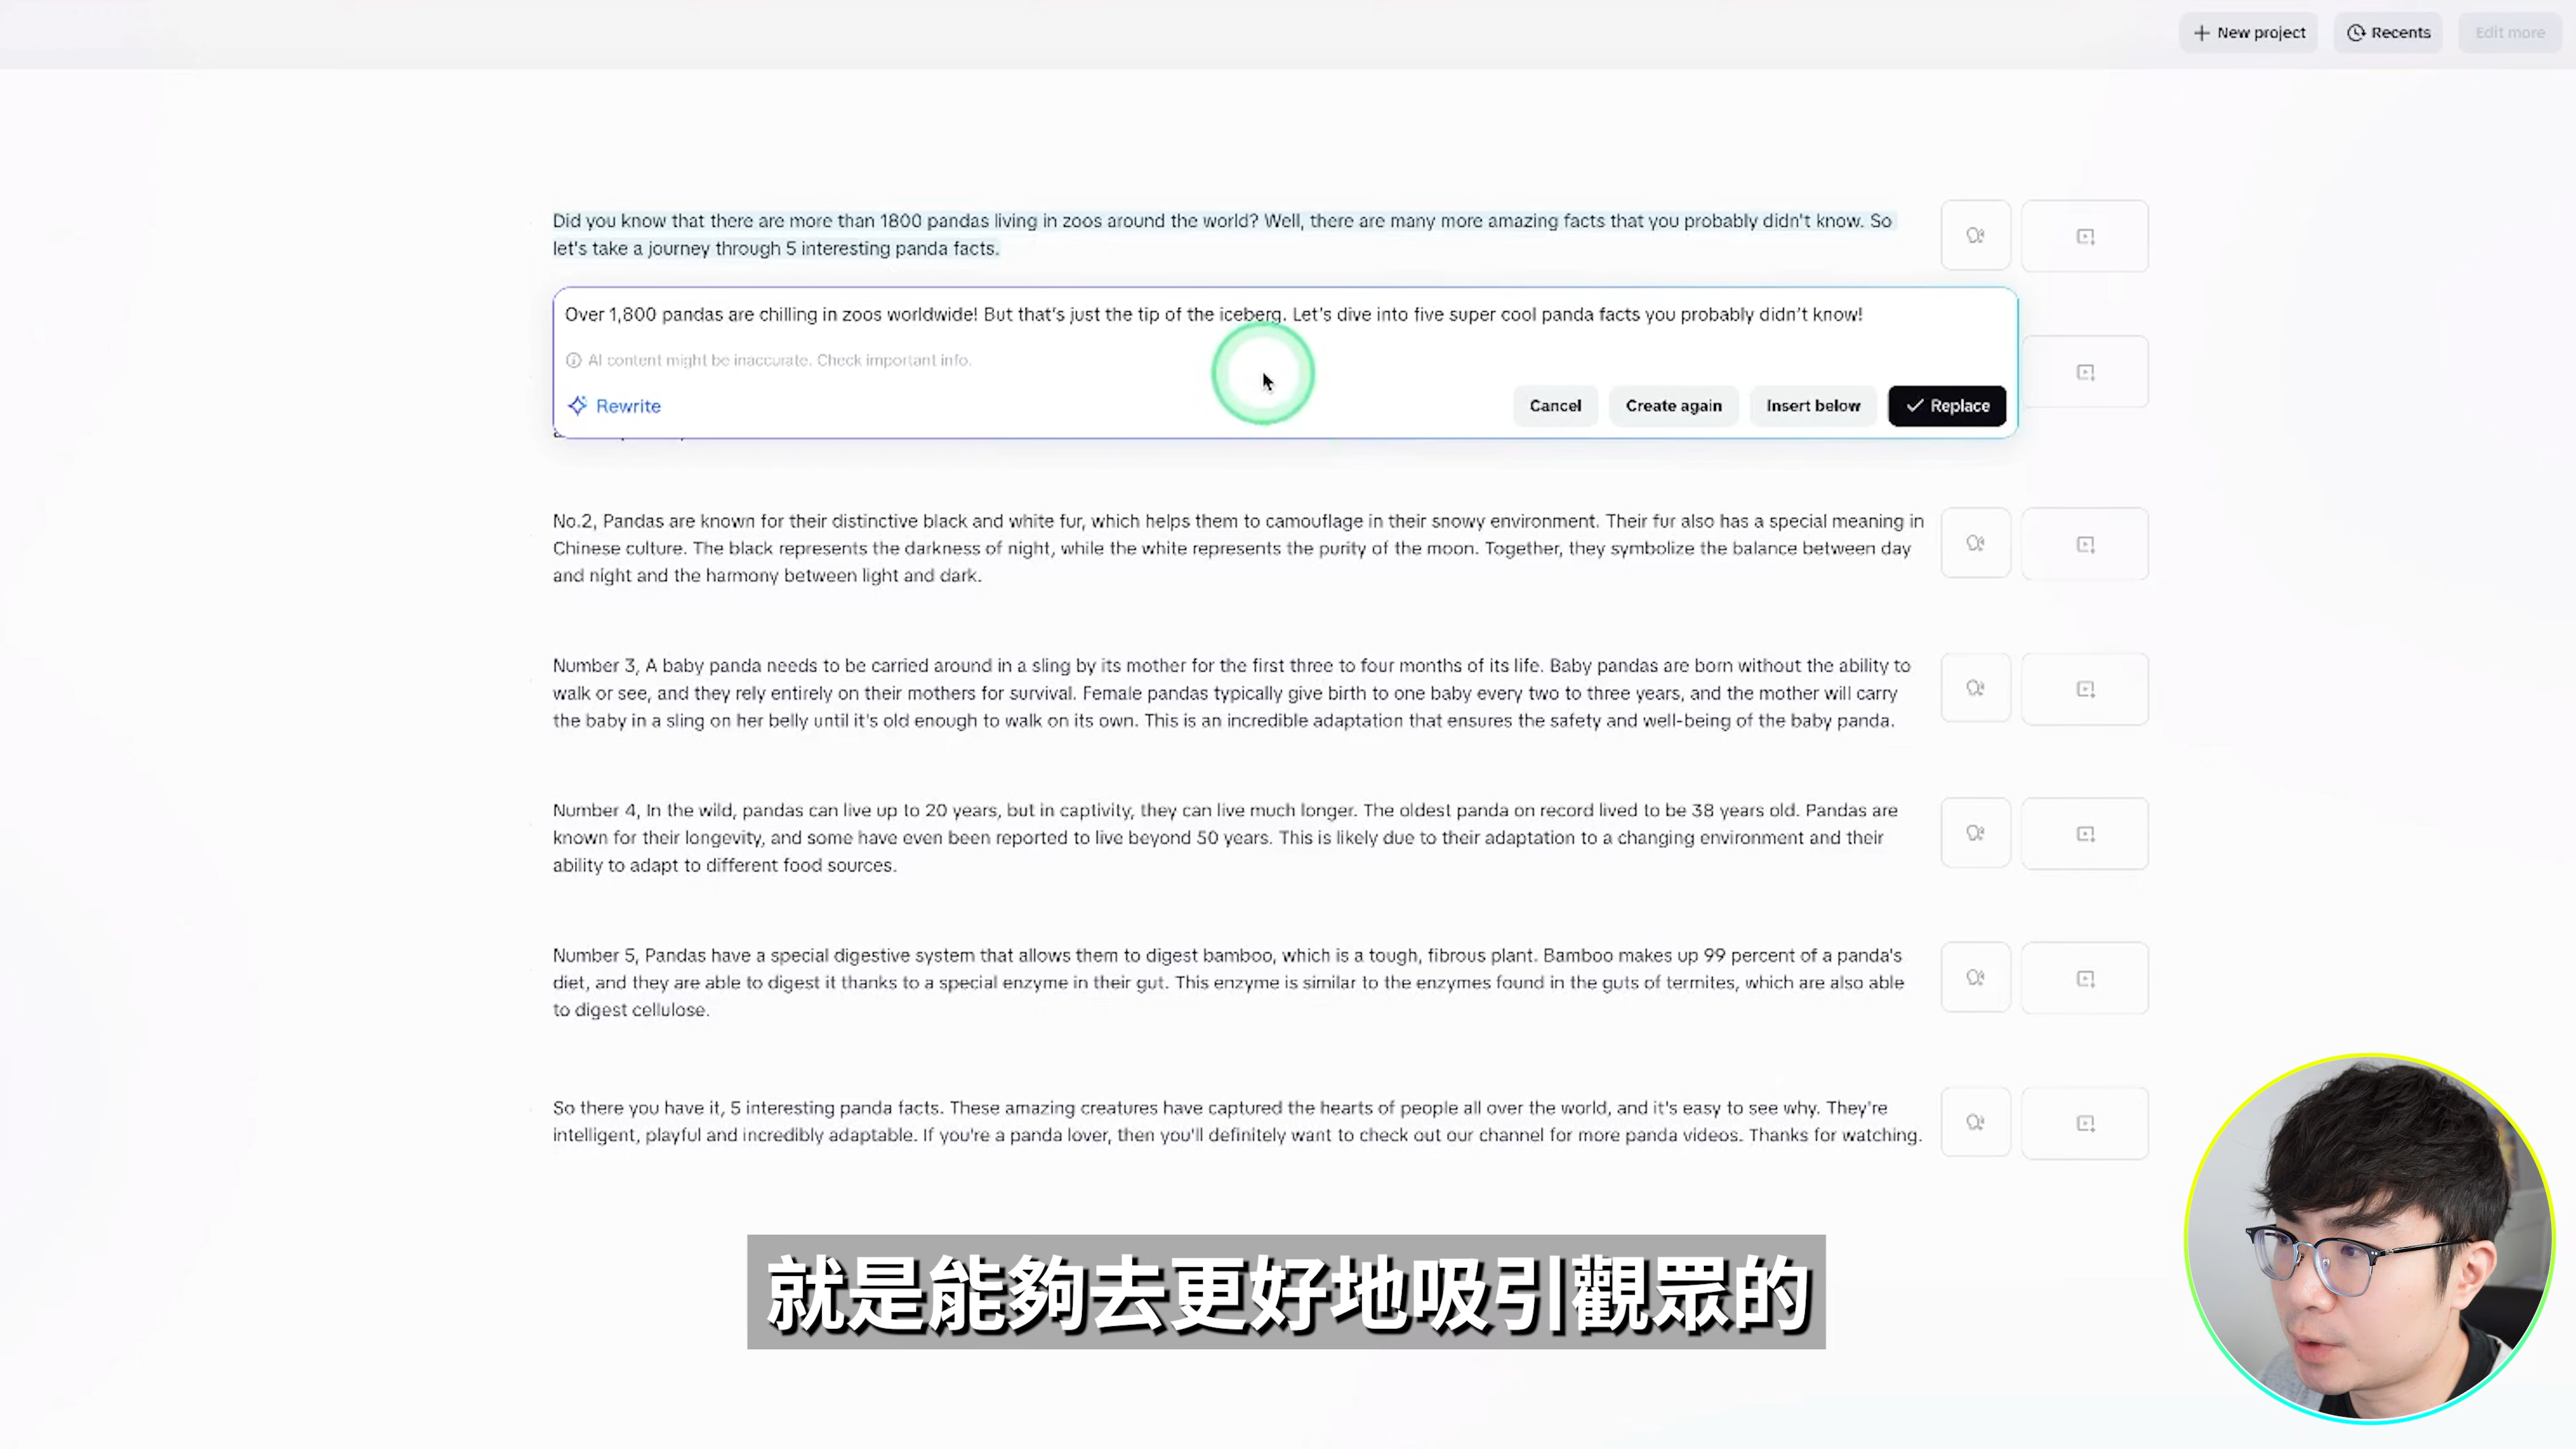 New project
Recents
Edit more
Did you know that there are more than 1800 pandas living in zoos around the world? Well, there are many more amazing facts that you probably didn't know. So
let's take a journey through 5 interesting panda facts.
Over 1,800 pandas are chilling in zoos worldwide! But that's just the tip of the iceberg. Let's dive into five super cool panda facts you probably didn't know!
AI content might be inaccurate. Check important info.
Rewrite
Cancel
Create again
Insert below
Replace
No.2, Pandas are known for their distinctive black and white fur, which helps them to camouflage in their snowy environment. Their fur also has a special meaning in
Chinese culture. The black represents the darkness of night, while the white represents the purity of the moon. Together, they symbolize the balance between day
and night and the harmony between light and dark.
Number 3, A baby panda needs to be carried around in a sling by its mother for the first three to four months of its life. Baby pandas are born without the ability to
walk or see, and they rely entirely on their mothers for survival. Female pandas typically give birth to one baby every two to three years, and the mother will carry
the baby in a sling on her belly until it's old enough to walk on its own. This is an incredible adaptation that ensures the safety and well-being of the baby panda.
Number 4, In the wild, pandas can live up to 20 years, but in captivity, they can live much longer. The oldest panda on record lived to be 38 years old. Pandas are
known for their longevity, and some have even been reported to live beyond 50 years. This is likely due to their adaptation to a changing environment and their
ability to adapt to different food sources.
Number 5, Pandas have a special digestive system that allows them to digest bamboo, which is a tough, fibrous plant. Bamboo makes up 99 percent of a panda's
diet, and they are able to digest it thanks to a special enzyme in their gut. This enzyme is similar to the enzymes found in the guts of termites, which are also able
to digest cellulose.
So there you have it, 5 interesting panda facts. These amazing creatures have captured the hearts of people all over the world, and it's easy to see why. They're
intelligent, playful and incredibly adaptable. If you're a panda lover, then you'll definitely want to check out our channel for more panda videos. Thanks for watching.
就是能夠去更好地吸引觀眾的